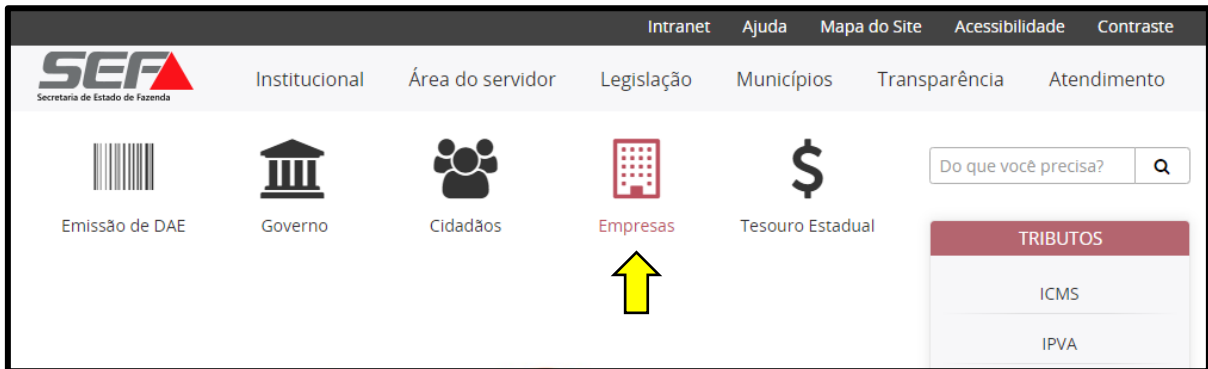 Intranet Ajuda Mapa do Site Acessibilidade Contraste
SEF
Secretaria de Estado de Fazenda
Institucional Área do servidor Legislação Municípios Transparência Atendimento
Do que você precisa?
Emissão de DAE Governo Cidadãos Empresas Tesouro Estadual
TRIBUTOS
ICMS
IPVA